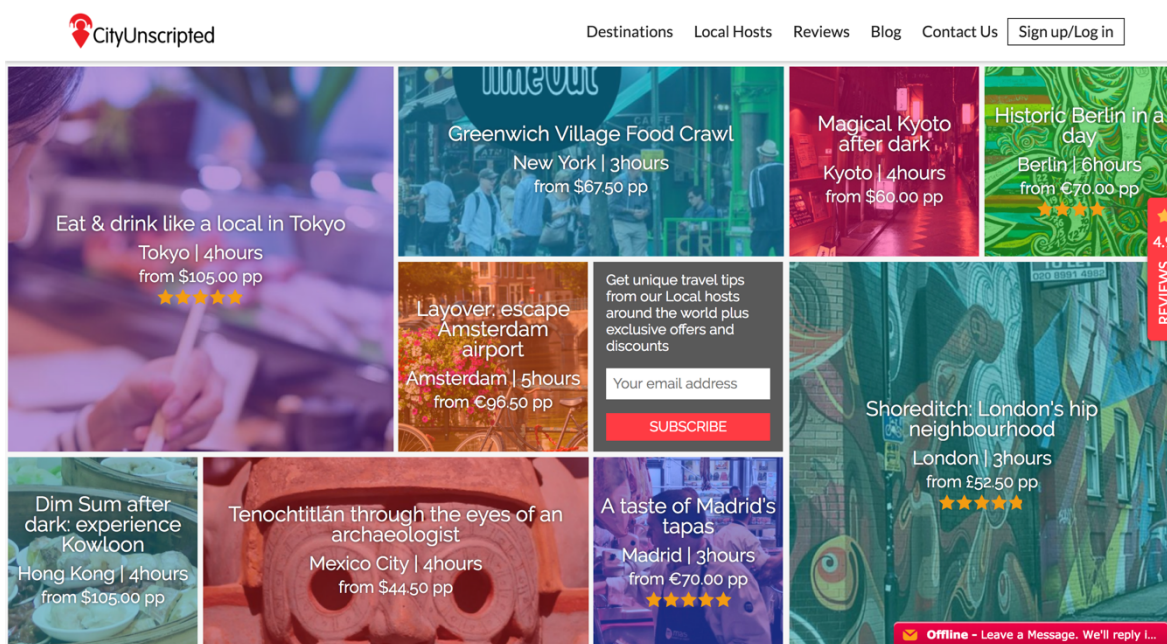 CityUnscripted
Destinations
Local Hosts
Reviews
Blog
Contact Us
Sign up/Log in
Eat & drink like a local in Tokyo
Tokyo | 4hours
from $105.00 pp
TimeOut
CAFFE
Greenwich Village Food Crawl
New York | 3hours
from $67.50 pp
Magical Kyoto
after dark
Kyoto | 4hours
from $60.00 pp
Historic Berlin in a
day
Berlin | 6hours
from €70.00 pp
REVIEWS
Layover: escape
Amsterdam
airport
Amsterdam | 5hours
from €96.50 pp
Get unique travel tips
from our Local hosts
around the world plus
exclusive offers and
discounts
Your email address
SUBSCRIBE
TO LET
020 8991 4982
Shoreditch: London's hip
neighbourhood
London | 3hours
from £52.50 pp
Dim Sum after
dark: experience
Kowloon
Hong Kong | 4hours
from $105.00 pp
Tenochtitlán through the eyes of an
archaeologist
Mexico City | 4hours
from $44.50 pp
A taste of Madrid's
tapas
Madrid | 3hours
from €70.00 pp
Offline - Leave a Message. We'll reply i...